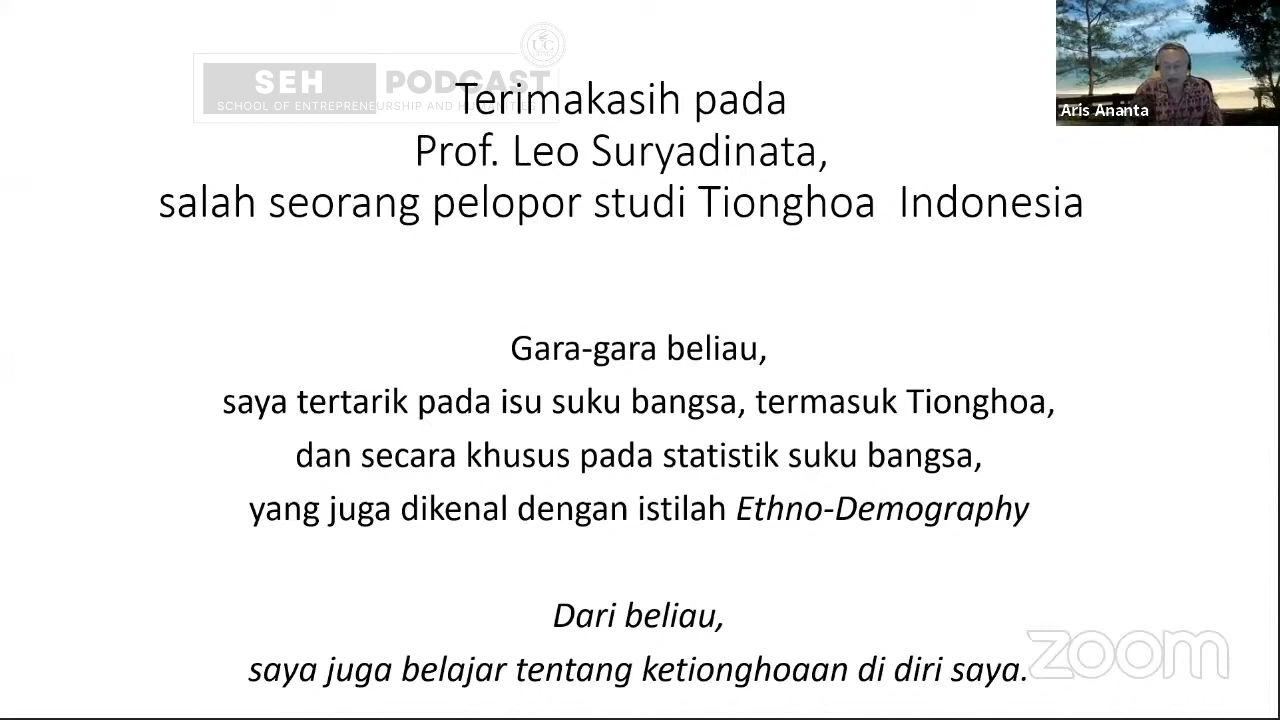 SEH PODCAST
SCHOOL OF ENTREPRENEURSHIP AND HUMANITIES
UC
Aris Ananta
Terimakasih pada
Prof. Leo Suryadinata,
salah seorang pelopor studi Tionghoa Indonesia
Gara-gara beliau,
saya tertarik pada isu suku bangsa, termasuk Tionghoa,
dan secara khusus pada statistik suku bangsa,
yang juga dikenal dengan istilah Ethno-Demography
Dari beliau,
saya juga belajar tentang ketionghoaan di diri saya.
zoom